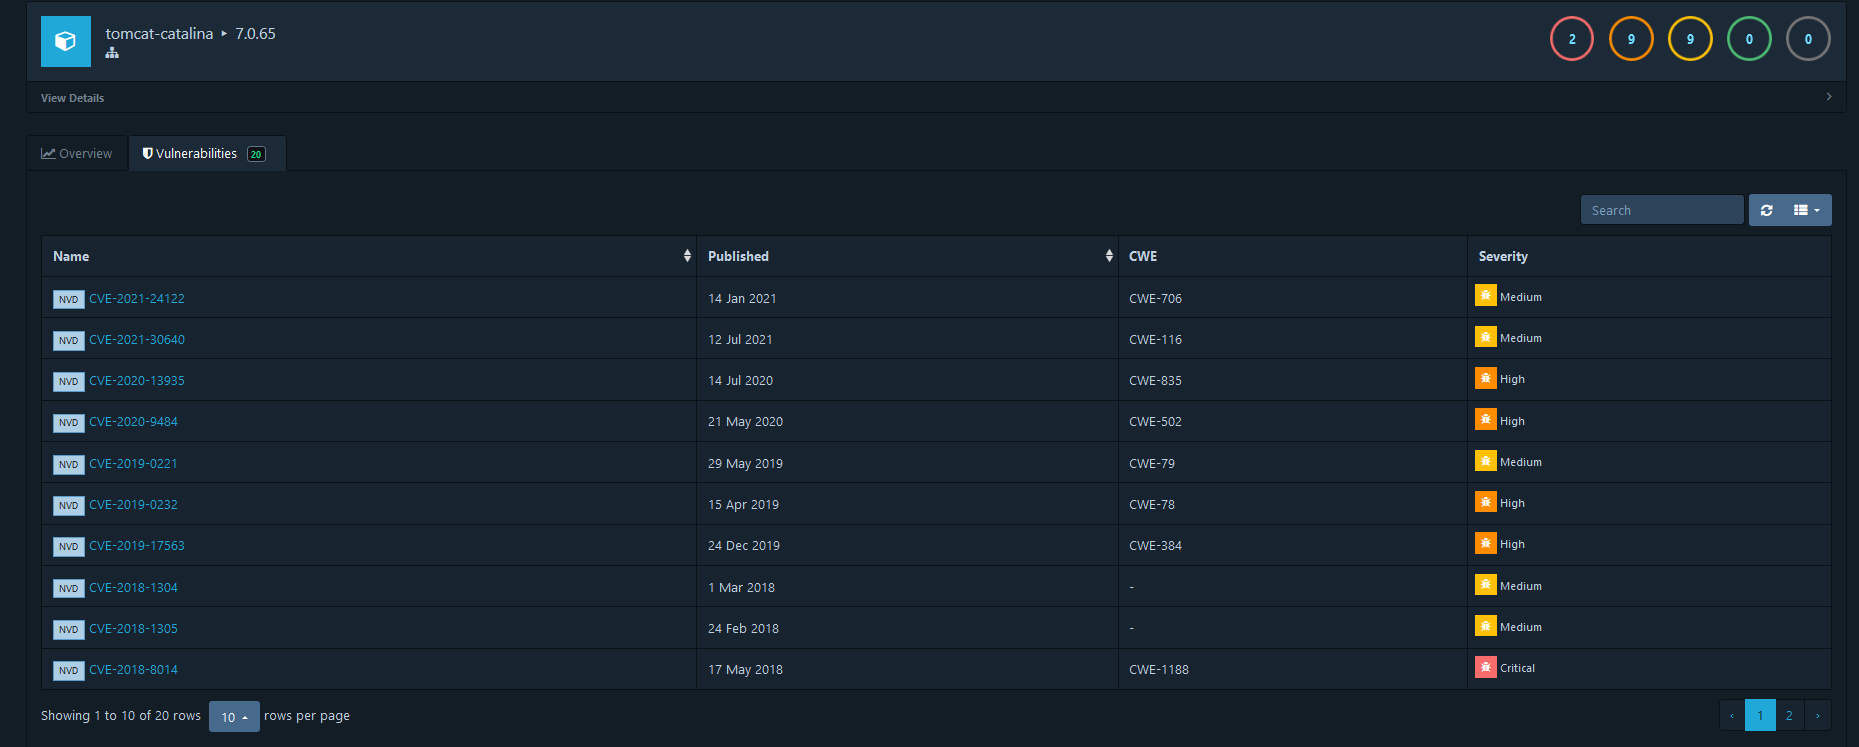 tomcat-catalina ▸ 7.0.65
2 9 9 0 0
View Details
Overview Vulnerabilities 20
Search
Name Published CWE Severity
NVD CVE-2021-24122 14 Jan 2021 CWE-706 Medium
NVD CVE-2021-30640 12 Jul 2021 CWE-116 Medium
NVD CVE-2020-13935 14 Jul 2020 CWE-835 High
NVD CVE-2020-9484 21 May 2020 CWE-502 High
NVD CVE-2019-0221 29 May 2019 CWE-79 Medium
NVD CVE-2019-0232 15 Apr 2019 CWE-78 High
NVD CVE-2019-17563 24 Dec 2019 CWE-384 High
NVD CVE-2018-1304 1 Mar 2018 - Medium
NVD CVE-2018-1305 24 Feb 2018 - Medium
NVD CVE-2018-8014 17 May 2018 CWE-1188 Critical
Showing 1 to 10 of 20 rows 10 rows per page ‹ 1 2 ›